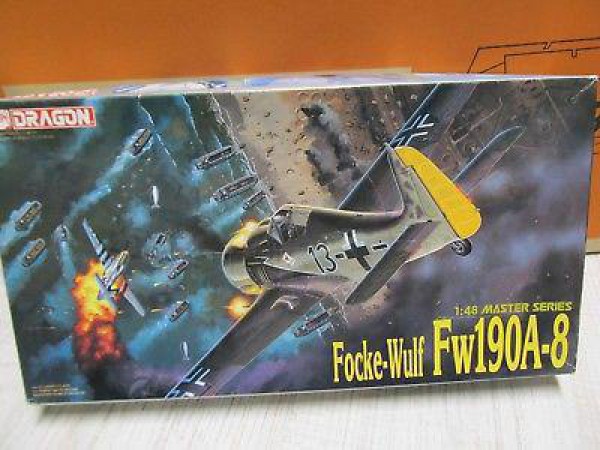 DRAGON
13
1:48 MASTER SERIES
Focke-Wulf Fw190A-8